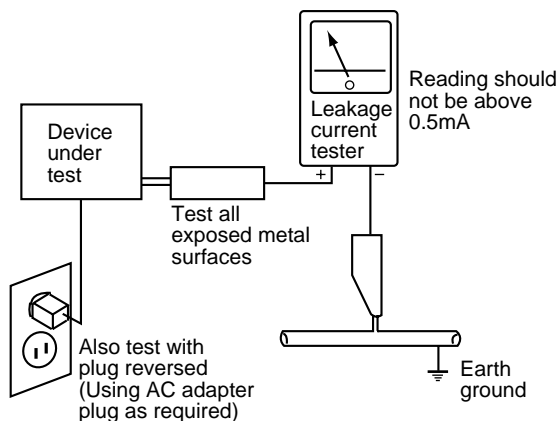 Device
under
test
Leakage
current
tester
+ –
Reading should
not be above
0.5mA
Test all
exposed metal
surfaces
Also test with
plug reversed
(Using AC adapter
plug as required)
Earth
ground